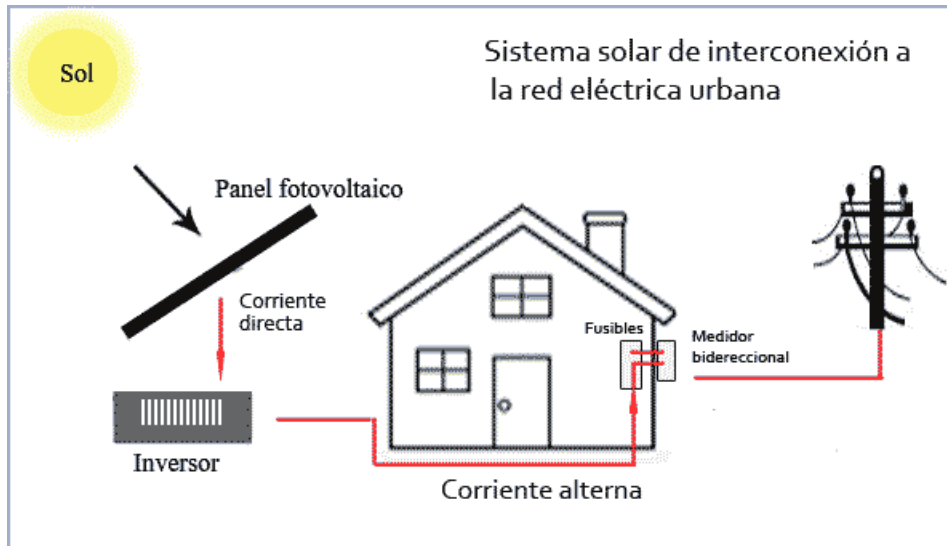 Sistema solar de interconexión a
la red eléctrica urbana
Sol
Panel fotovoltaico
Corriente
directa
Inversor
Fusibles
Medidor
bidereccional
Corriente alterna